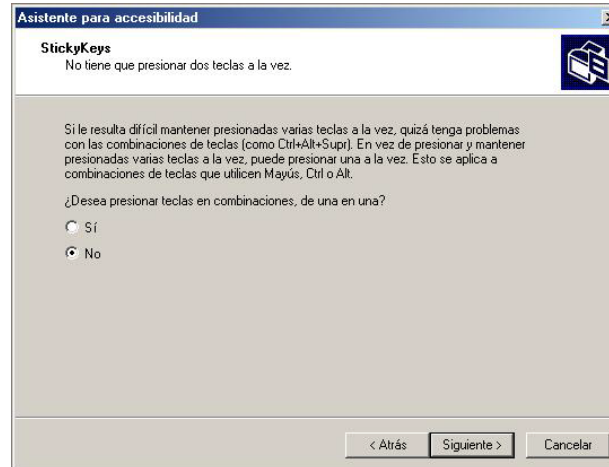 Asistente para accesibilidad
StickyKeys
No tiene que presionar dos teclas a la vez.
Si le resulta difícil mantener presionadas varias teclas a la vez, quizá tenga problemas
con las combinaciones de teclas (como Ctrl+Alt+Supr). En vez de presionar y mantener
presionadas varias teclas a la vez, puede presionar una a la vez. Esto se aplica a
combinaciones de teclas que utilicen Mayús, Ctrl o Alt.
¿Desea presionar teclas en combinaciones, de una en una?
Sí
No
< Atrás Siguiente > Cancelar